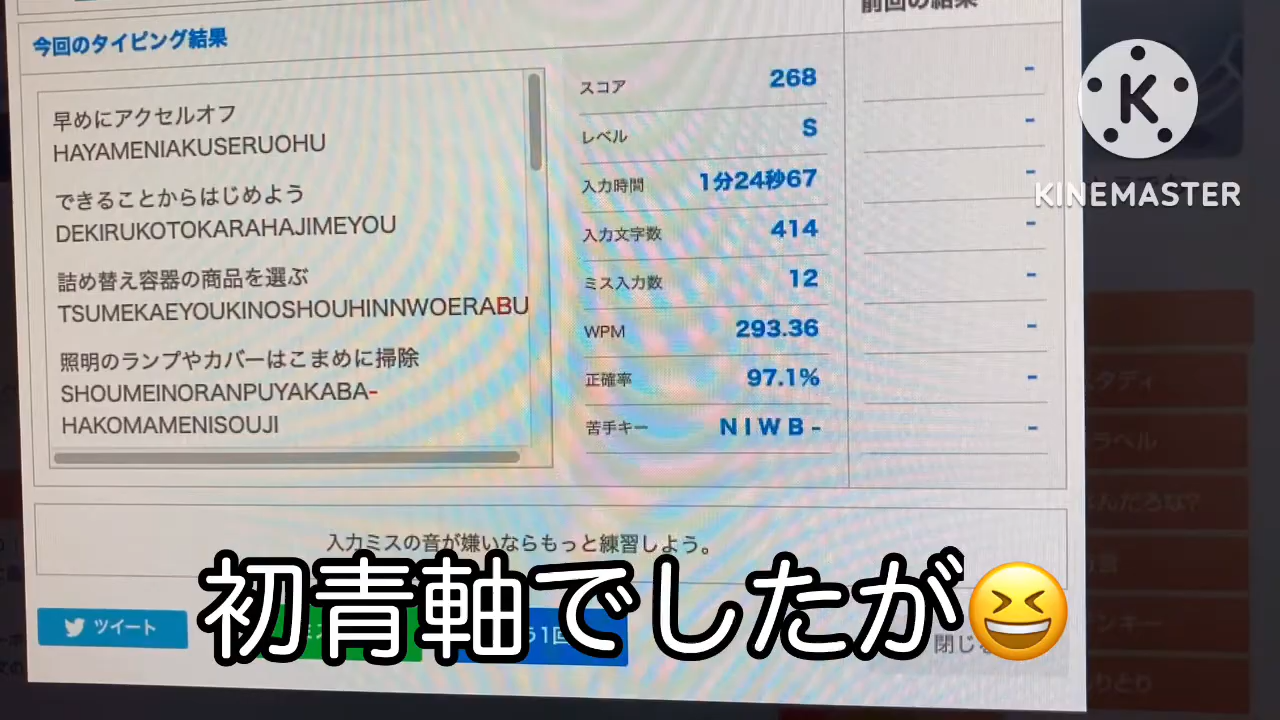 前回の結果
今回のタイピング結果
早めにアクセルオフ
HAYAMENIAKUSERUOHU
できることからはじめよう
DEKIRUKOTOKARAHAJIMEYOU
詰め替え容器の商品を選ぶ
TSUMEKAEYOUKINOSHOUHINNWOERABU
照明のランプやカバーはこまめに掃除
SHOUMEINORANPUYAKABA-
HAKOMAMENISOUJI
スコア 268 -
レベル S -
入力時間 1分24秒67 -
入力文字数 414 -
ミス入力数 12 -
WPM 293.36 -
正確率 97.1% -
苦手キー N I W B - -
K
KINEMASTER
入力ミスの音が嫌いならもっと練習しよう。
初青軸でしたが😆
ツイート
閉じ